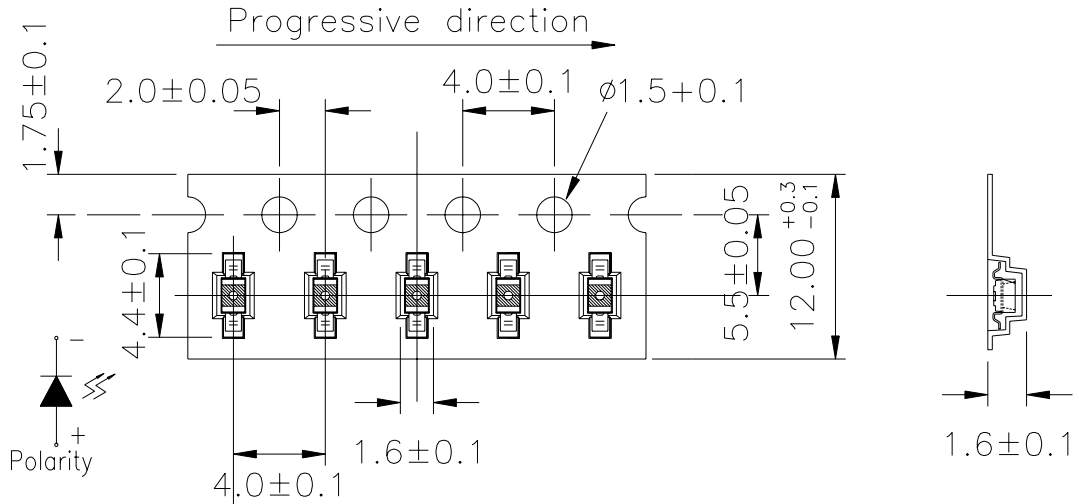 Progressive direction
1.75±0.1
2.0±0.05
4.0±0.1
ø1.5+0.1
4.4±0.1
5.5±0.05
12.00 +0.3 -0.1
-
+
Polarity
1.6±0.1
4.0±0.1
1.6±0.1